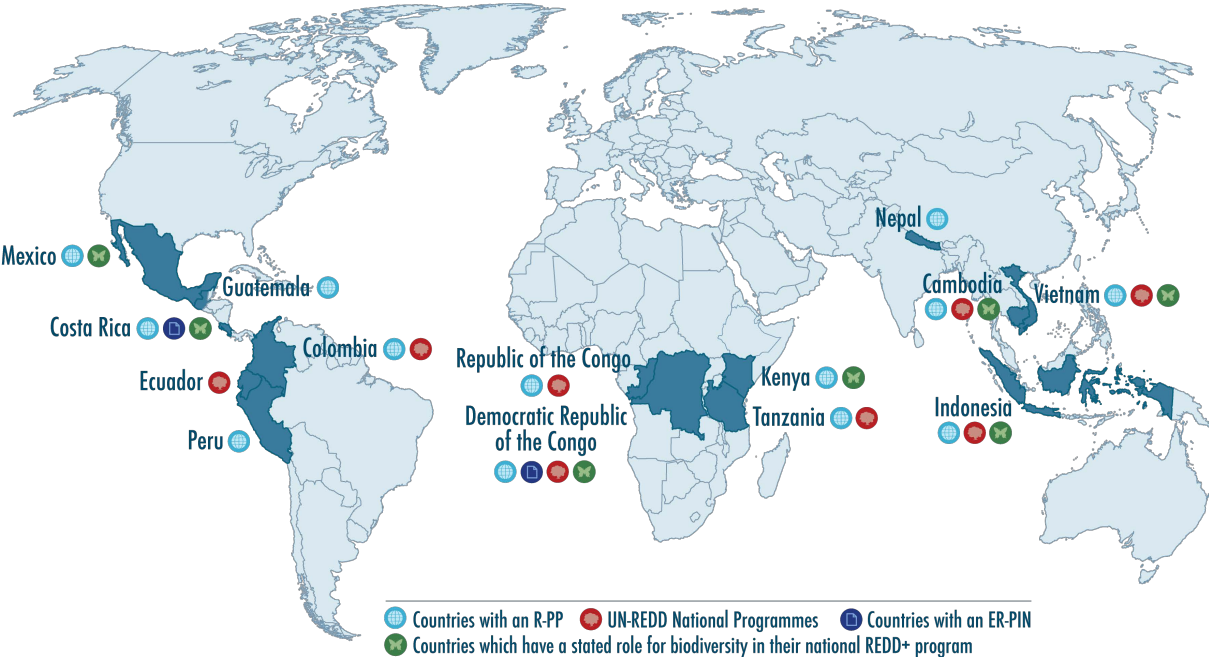 Nepal
Mexico
Guatemala
Cambodia
Vietnam
Costa Rica
Colombia
Republic of the Congo
Ecuador
Kenya
Democratic Republic
of the Congo
Tanzania
Indonesia
Peru
Countries with an R-PP
UN-REDD National Programmes
Countries with an ER-PIN
Countries which have a stated role for biodiversity in their national REDD+ program